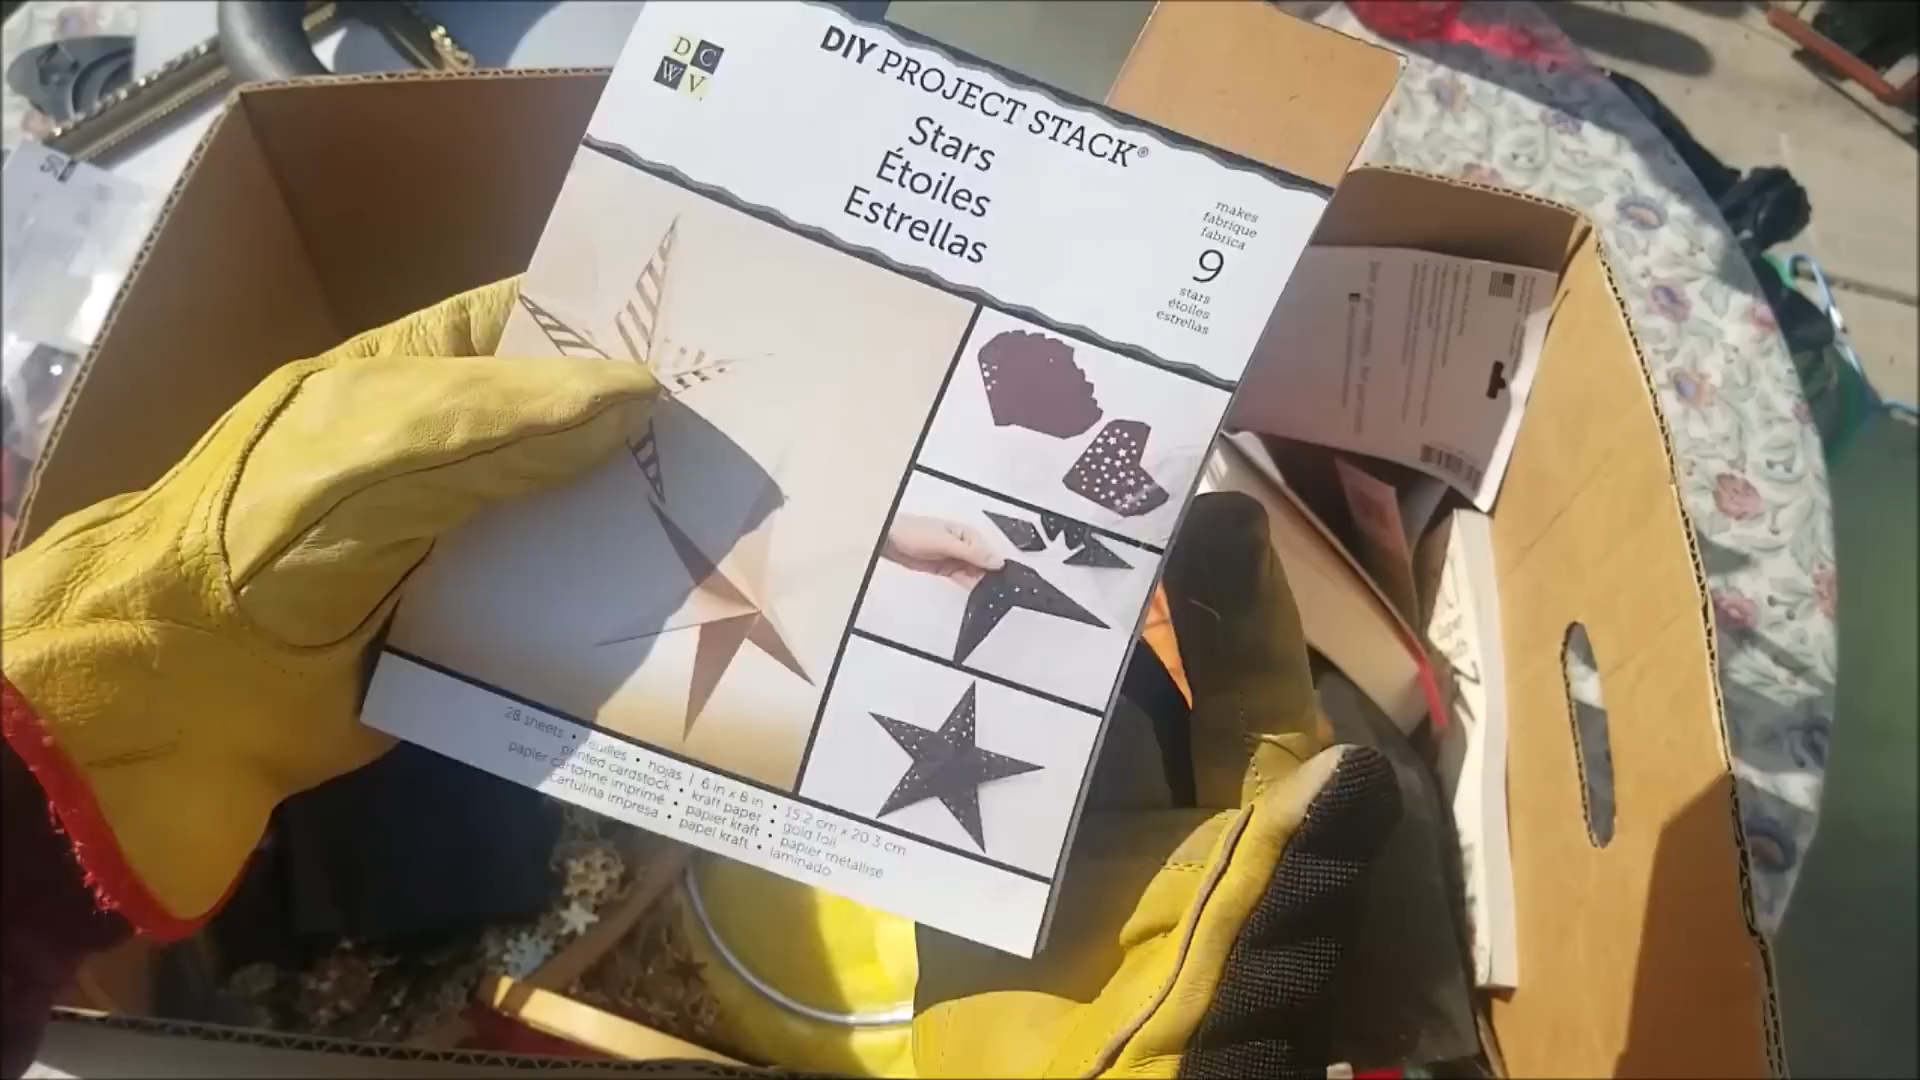 D C
W V
DIY PROJECT STACK®
Stars
Étoiles
Estrellas
makes
fabrique
fabrica
9
stars
étoiles
estrellas
28 sheets • feuilles • hojas | 6 in x 8 in • 15.2 cm x 20.3 cm
printed cardstock • kraft paper • gold foil
papier cartonne imprimé • papier kraft • papier métallisé
cartulina impresa • papel kraft • laminado